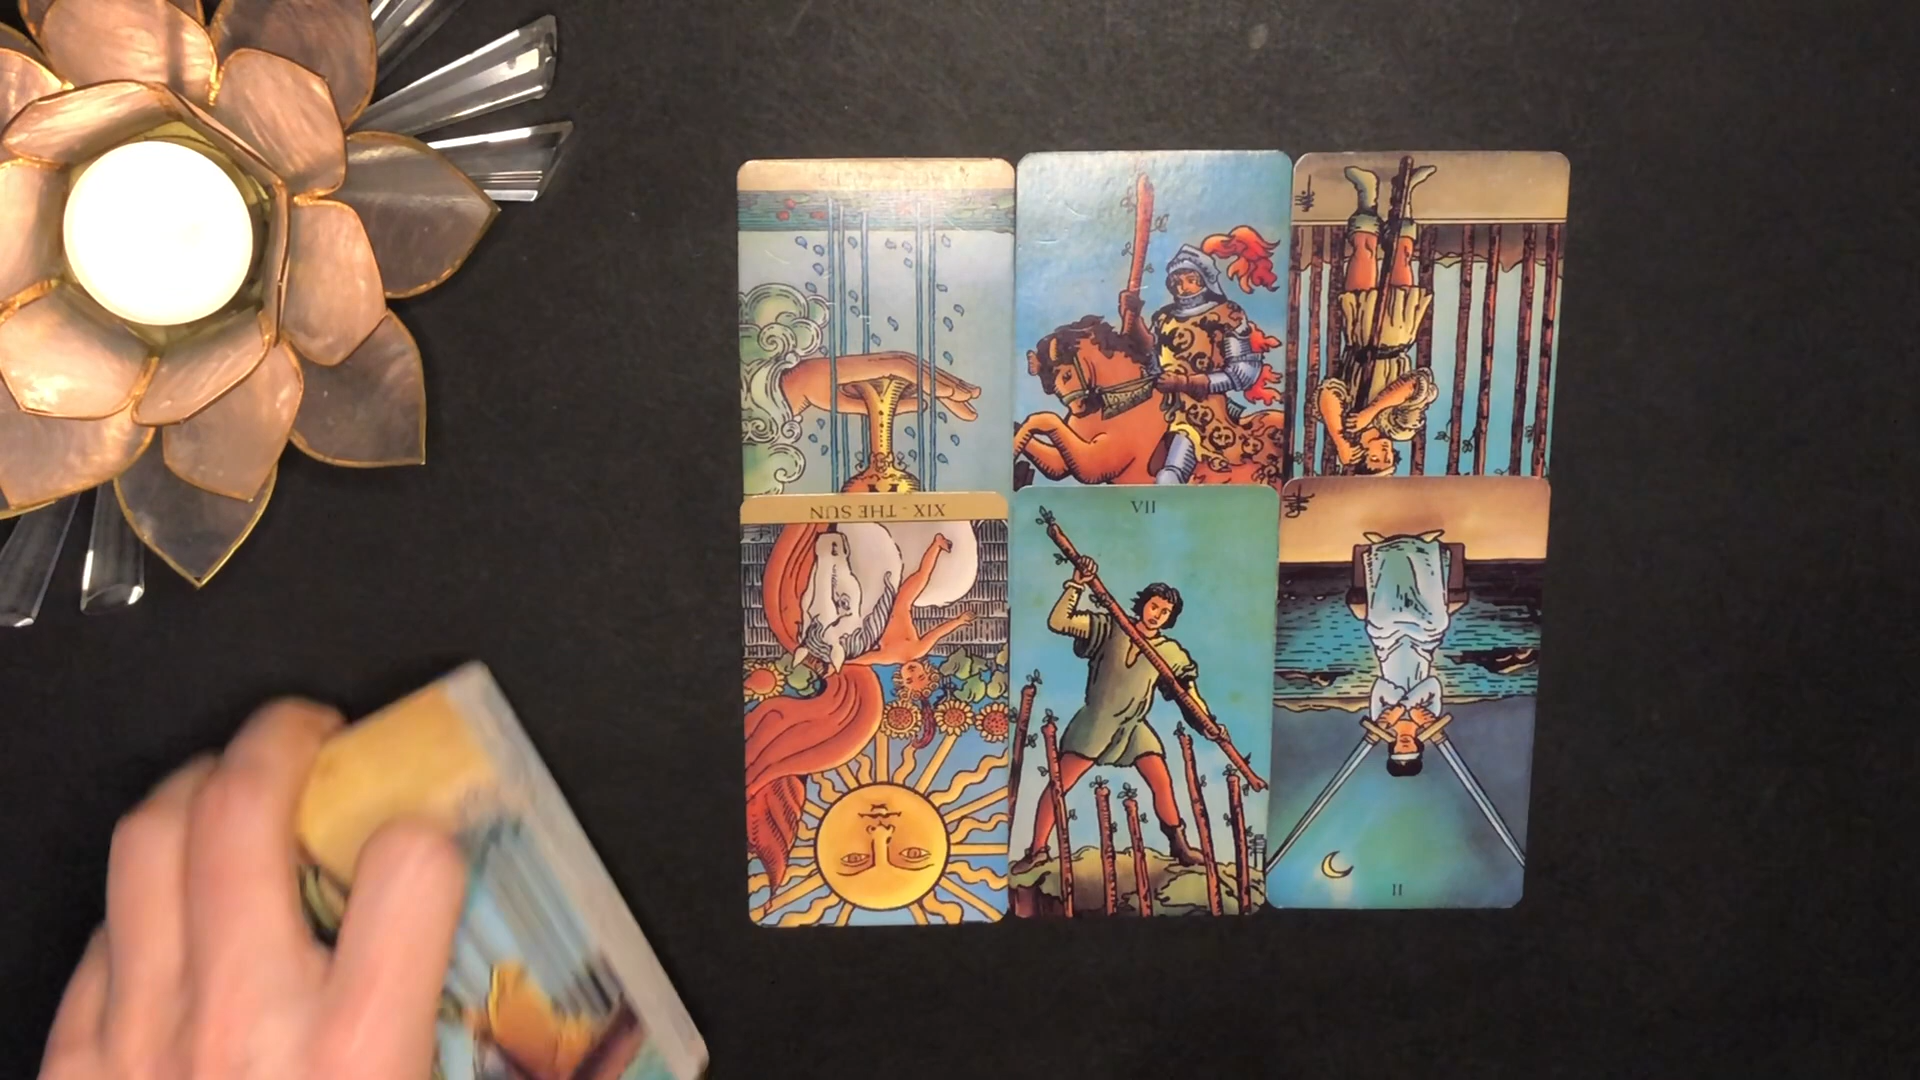 XIX - THE SUN
VII
II